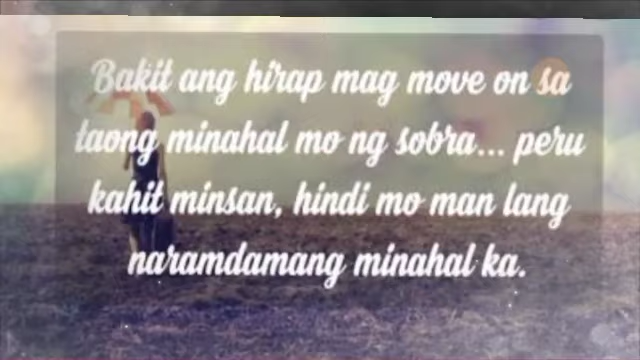 Bakit ang hirap mag move on sa
taong minahal mo ng sobra... peru
kahit minsan, hindi mo man lang
naramdamang minahal ka.